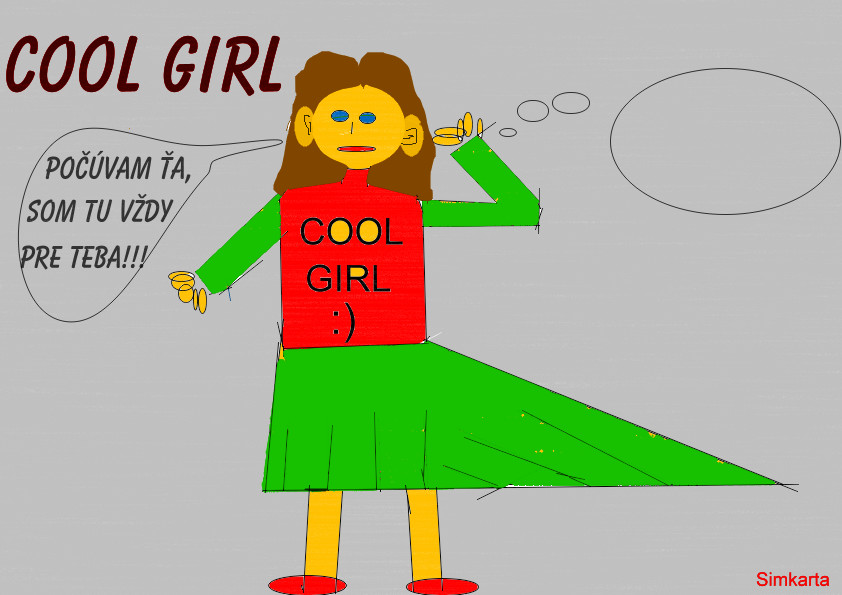 COOL GIRL
POČÚVAM ŤA,
SOM TU VŽDY
PRE TEBA!!!
COOL
GIRL
:)
Simkarta